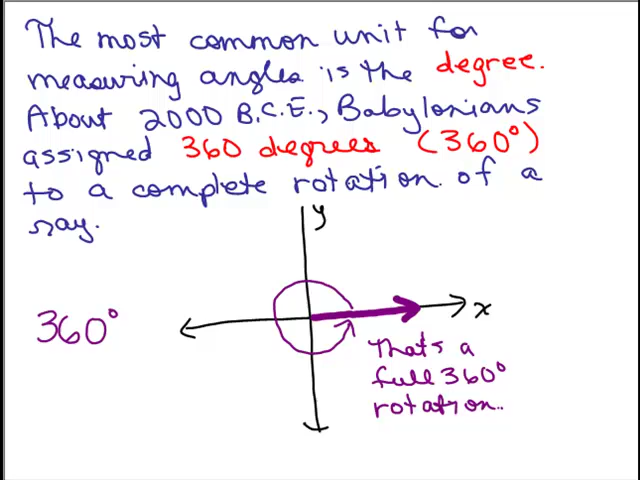 The most common unit for
measuring angles is the degree.
About 2000 B.C.E., Babylonians
assigned 360 degrees (360°)
to a complete rotation of a
ray.
y
x
360°
That's a
full 360°
rotation.